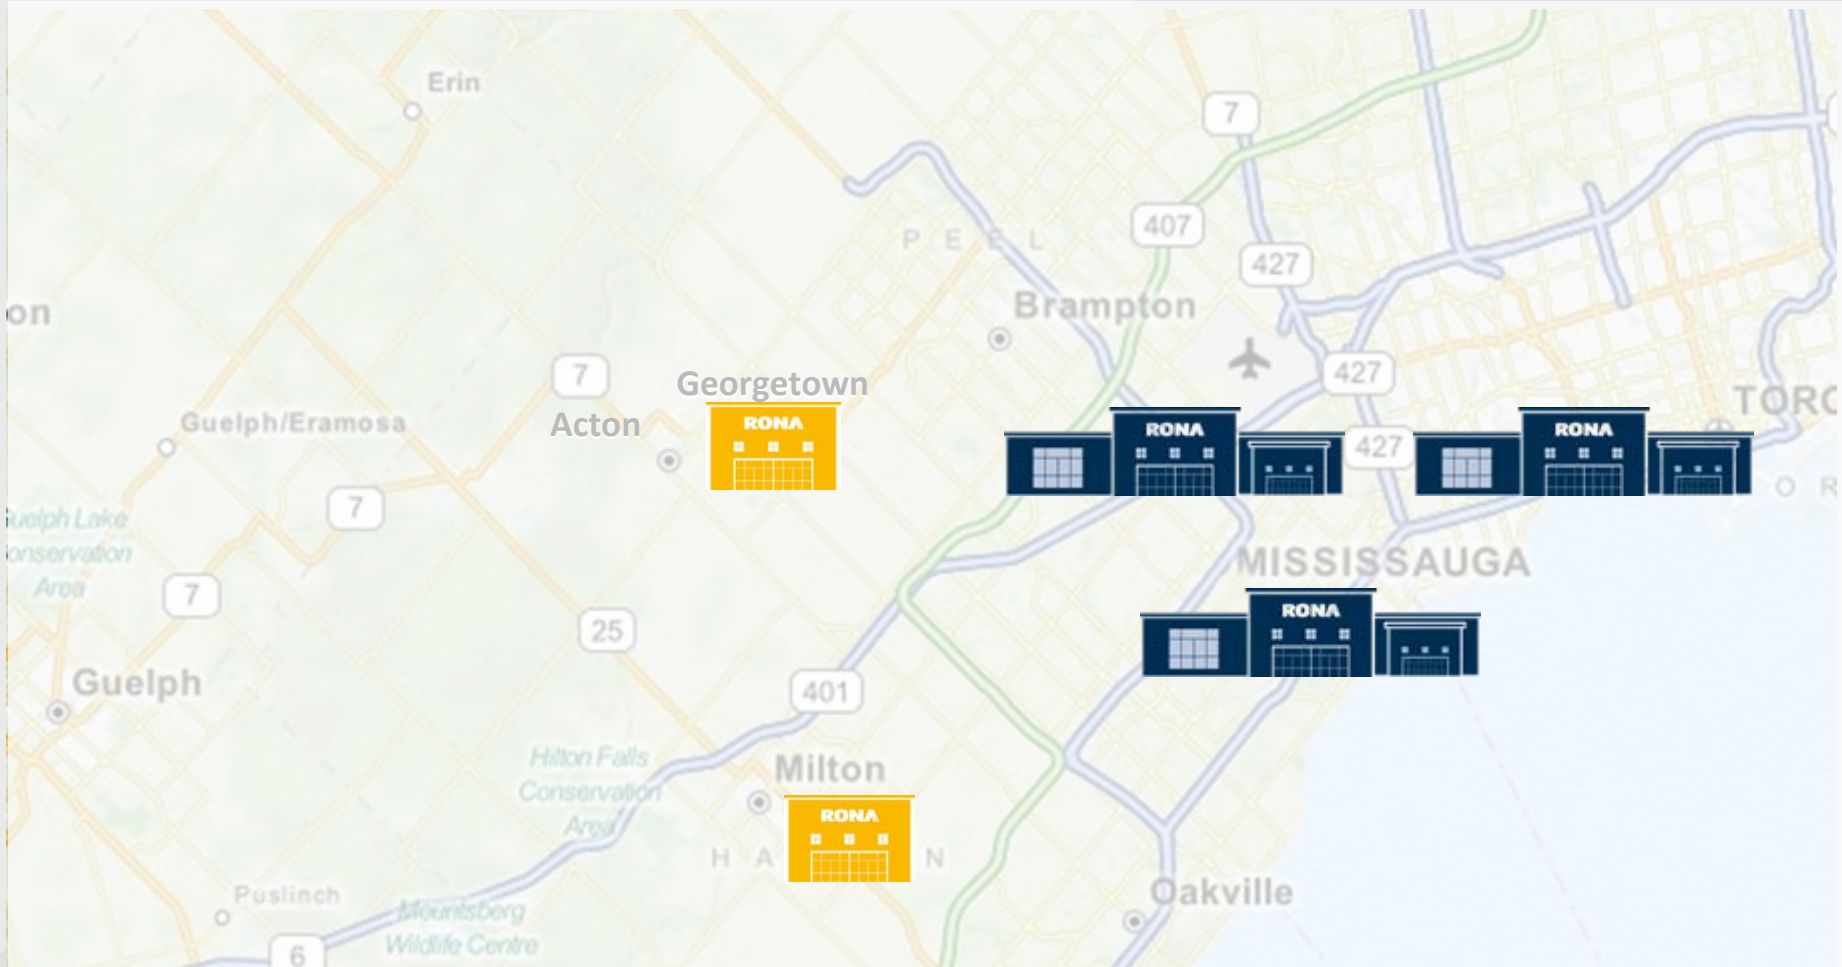 Erin
7
407
P E E L
427
on
Brampton
7
Georgetown
427
TORO
Guelph/Eramosa
Acton
RONA
RONA
RONA
427
7
O R
Guelph Lake
Conservation
Area
MISSISSAUGA
7
25
RONA
Guelph
401
Hilton Falls
Conservation
Area
Milton
RONA
H A N
Puslinch
Mountsberg
Wildlife Centre
Oakville
6